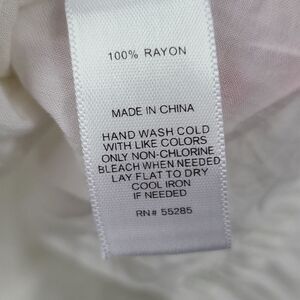 100% RAYON
MADE IN CHINA
HAND WASH COLD
WITH LIKE COLORS
ONLY NON-CHLORINE
BLEACH WHEN NEEDED
LAY FLAT TO DRY
COOL IRON
IF NEEDED
RN# 55285